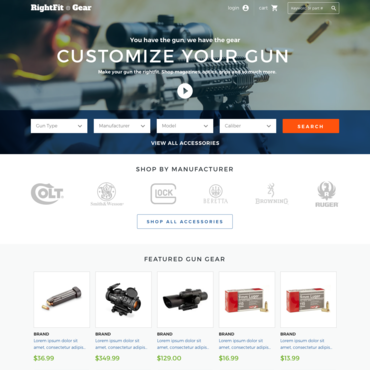 RightFit Gear
login
cart
You have the gun, we have the gear
CUSTOMIZE YOUR GUN
Make your gun the rightfit. Shop magazines, optics, grips and so much more.
Gun Type
Manufacturer
Model
Caliber
SEARCH
VIEW ALL ACCESSORIES
SHOP BY MANUFACTURER
COLT
GLOCK
BERETTA
BROWNING
RUGER
SHOP ALL ACCESSORIES
FEATURED GUN GEAR
BRAND
Lorem ipsum dolor sit
amet, consectetur adipis...
$36.99
BRAND
Lorem ipsum dolor sit
amet, consectetur adipis...
$349.99
BRAND
Lorem ipsum dolor sit
amet, consectetur adipis...
$129.00
BRAND
Lorem ipsum dolor sit
amet, consectetur adipis...
$16.99
BRAND
Lorem ipsum dolor sit
amet, consectetur adipis...
$13.99